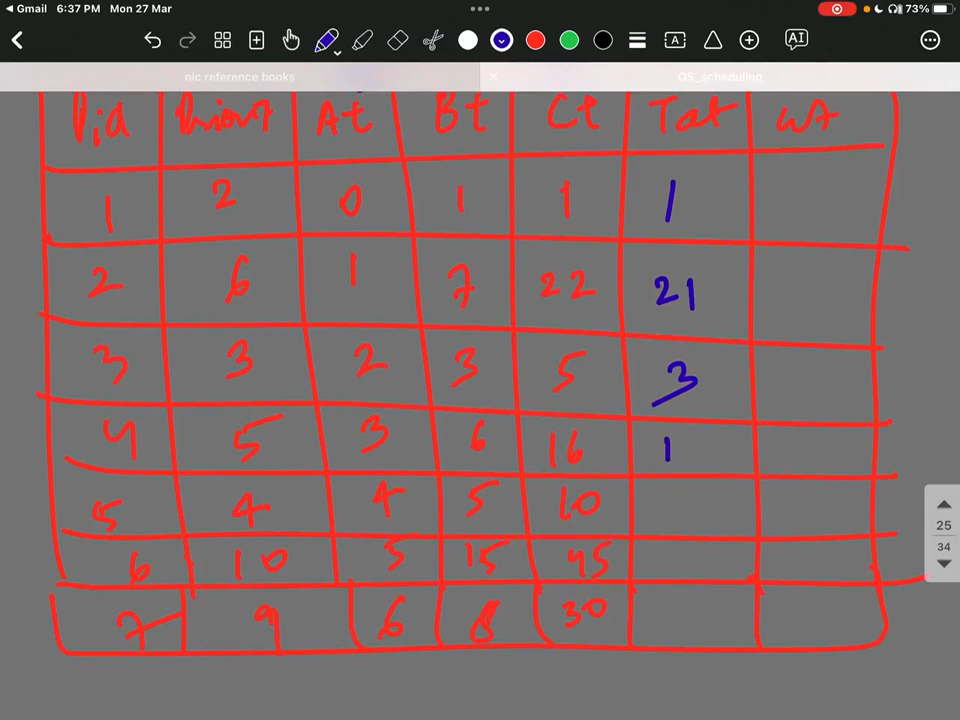 Gmail 6:37 PM Mon 27 Mar 73%
A AI
nic reference books OS_scheduling
Pid Priort At Bt Ct Tat Wt
1 2 0 1 1 1
2 6 1 7 22 21
3 3 2 3 5 3
4 5 3 6 16 1
5 4 4 5 10
6 10 5 15 45
7 9 6 8 30
25
34